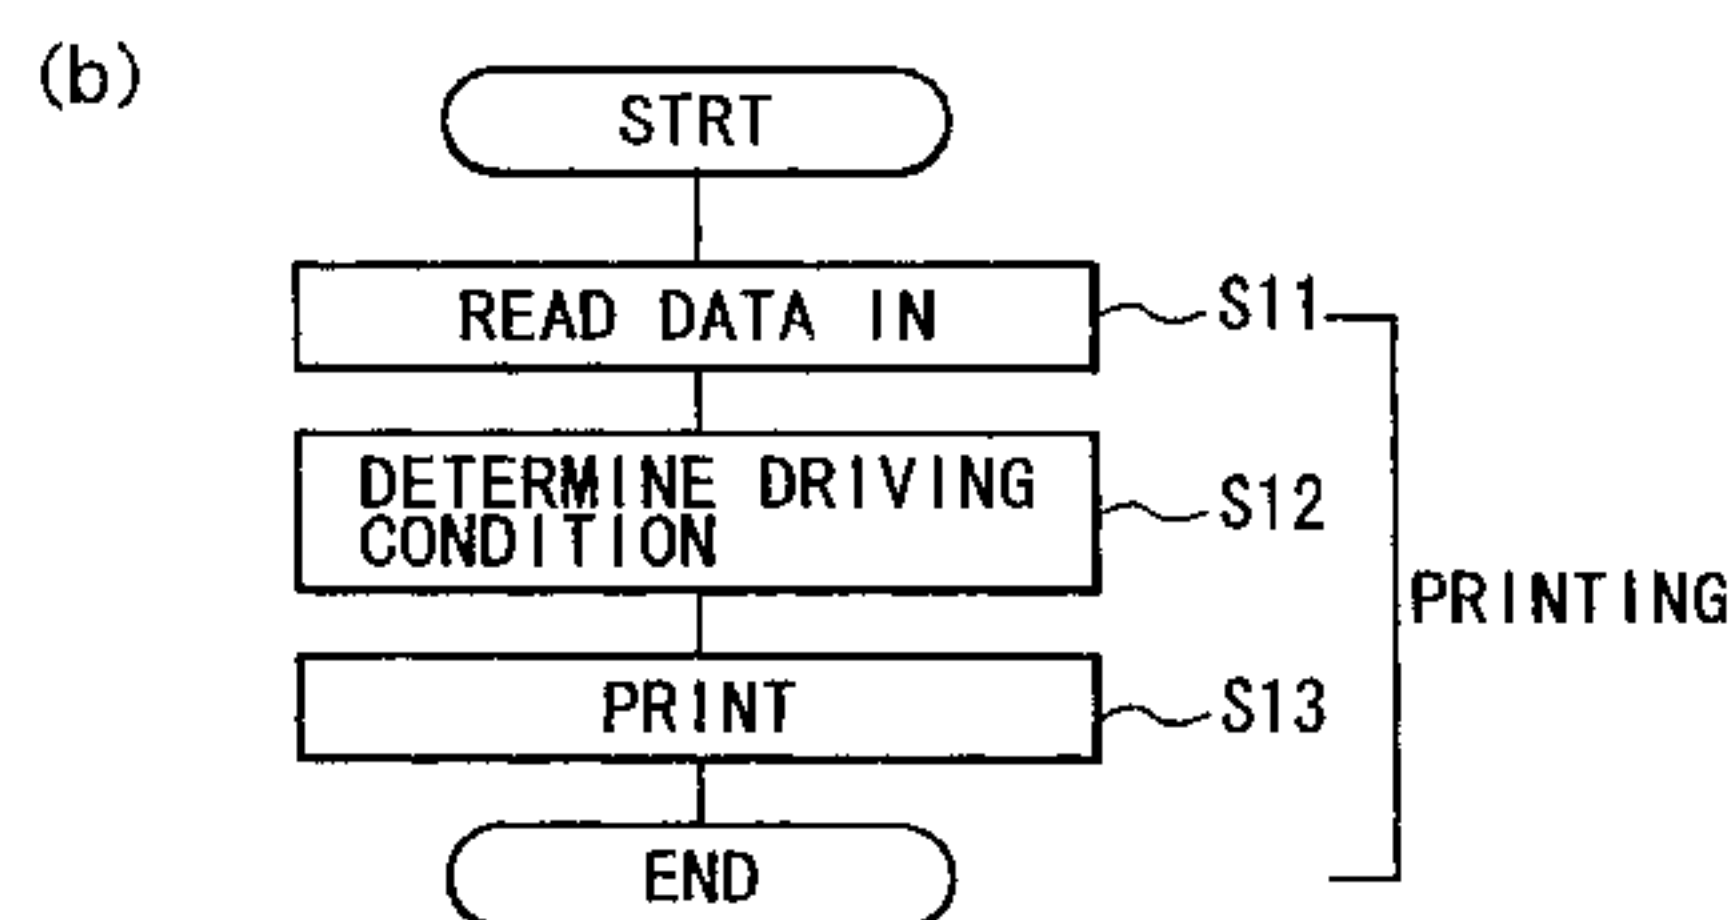 (b)
STRT
READ DATA IN
S11
DETERMINE DRIVING
CONDITION
S12
PRINTING
PRINT
S13
END